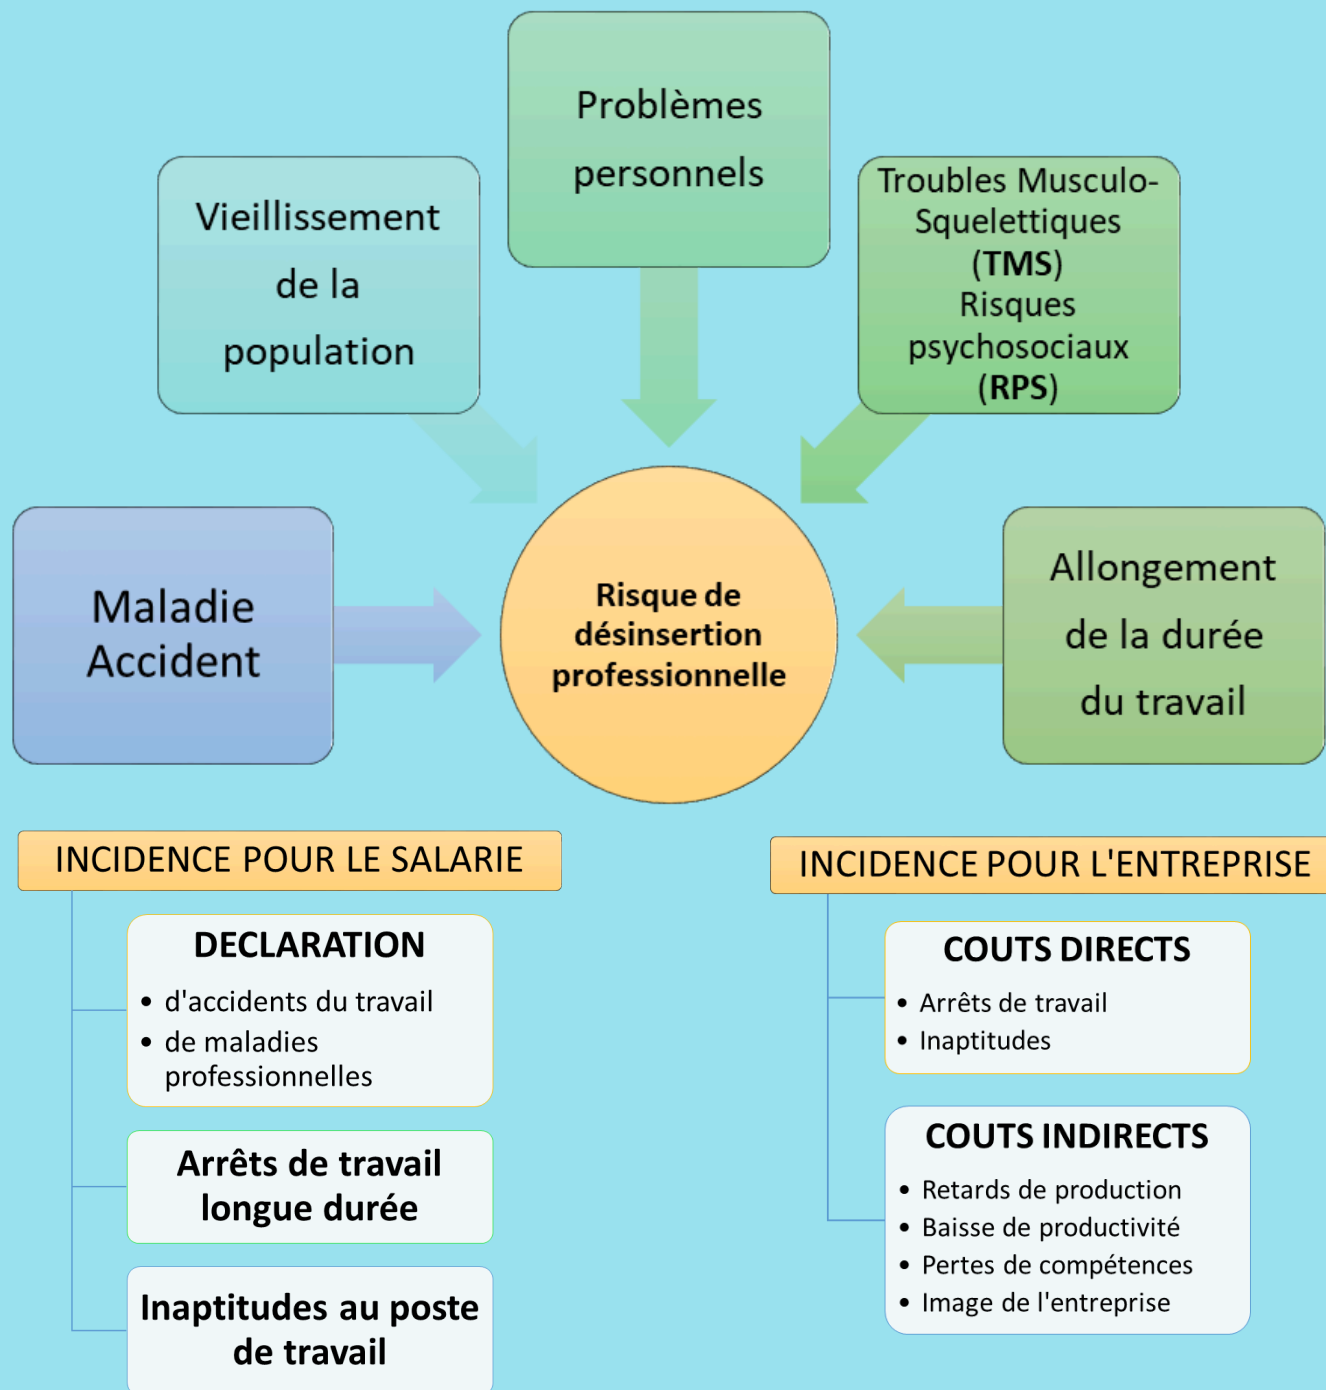 Problèmes
personnels
Vieillissement
de la
population
Troubles Musculo-
Squelettiques
(TMS)
Risques
psychosociaux
(RPS)
Maladie
Accident
Risque de
désinsertion
professionnelle
Allongement
de la durée
du travail
INCIDENCE POUR LE SALARIE
DECLARATION
• d'accidents du travail
• de maladies
professionnelles
Arrêts de travail
longue durée
Inaptitudes au poste
de travail
INCIDENCE POUR L'ENTREPRISE
COUTS DIRECTS
• Arrêts de travail
• Inaptitudes
COUTS INDIRECTS
• Retards de production
• Baisse de productivité
• Pertes de compétences
• Image de l'entreprise